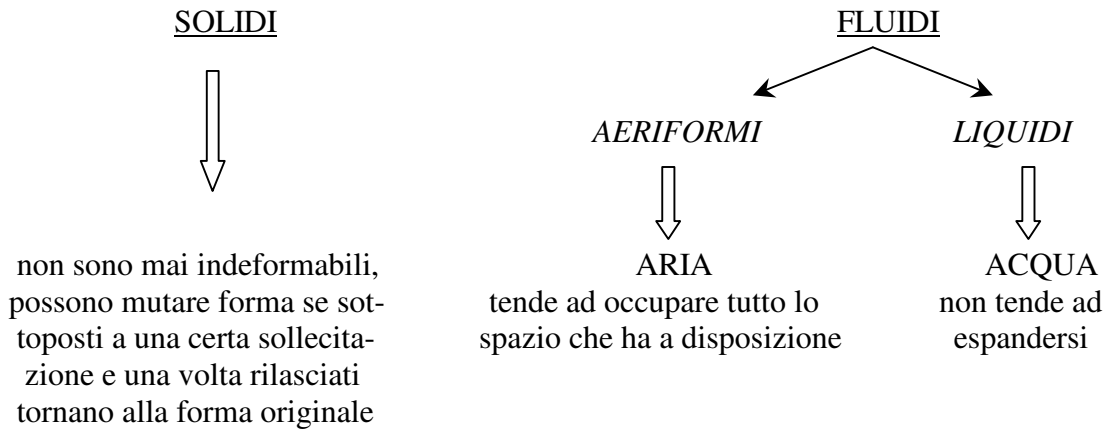 SOLIDI
non sono mai indeformabili,
possono mutare forma se sot-
toposti a una certa sollecita-
zione e una volta rilasciati
tornano alla forma originale
FLUIDI
AERIFORMI
ARIA
tende ad occupare tutto lo
spazio che ha a disposizione
LIQUIDI
ACQUA
non tende ad
espandersi